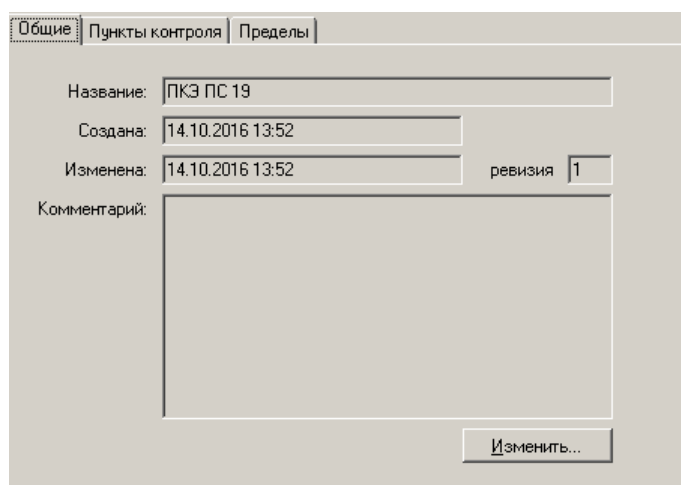 Общие Пункты контроля Пределы
Название: ПКЭ ПС 19
Создана: 14.10.2016 13:52
Изменена: 14.10.2016 13:52 ревизия 1
Комментарий:
Изменить...